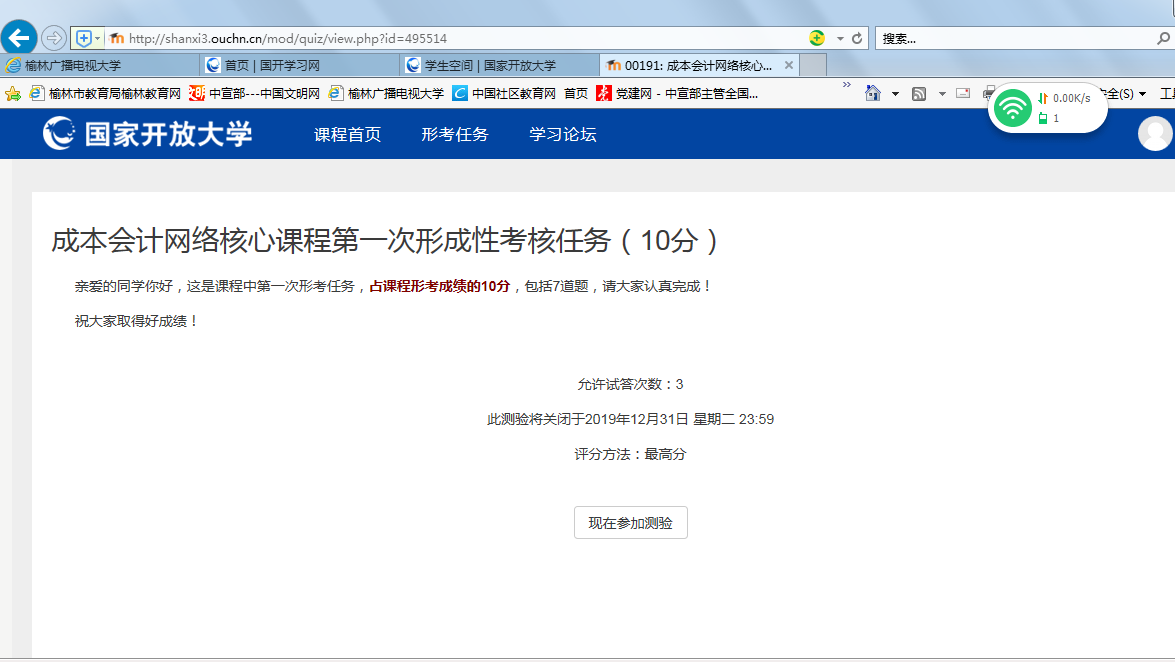 http://shanxi3.ouchn.cn/mod/quiz/view.php?id=495514
搜索...
榆林广播电视大学
首页 | 国开学习网
学生空间 | 国家开放大学
00191: 成本会计网络核心...
榆林市教育局榆林教育网
中宣部---中国文明网
榆林广播电视大学
中国社区教育网
首页
党建网 - 中宣部主管全国...
全(S)
0.00K/s
1
国家开放大学
课程首页
形考任务
学习论坛
成本会计网络核心课程第一次形成性考核任务（10分）
亲爱的同学你好，这是课程中第一次形考任务，占课程形考成绩的10分，包括7道题，请大家认真完成！
祝大家取得好成绩！
允许试答次数：3
此测验将关闭于2019年12月31日 星期二 23:59
评分方法：最高分
现在参加测验